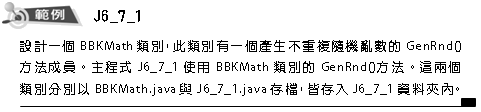 範例 J6_7_1
設計一個 BBKMath 類別，此類別有一個產生不重複隨機亂數的 GenRnd()
方法成員。主程式 J6_7_1 使用 BBKMath 類別的 GenRnd()方法。這兩個
類別分別以 BBKMath.java 與 J6_7_1.java 存檔，皆存入 J6_7_1 資料夾內。